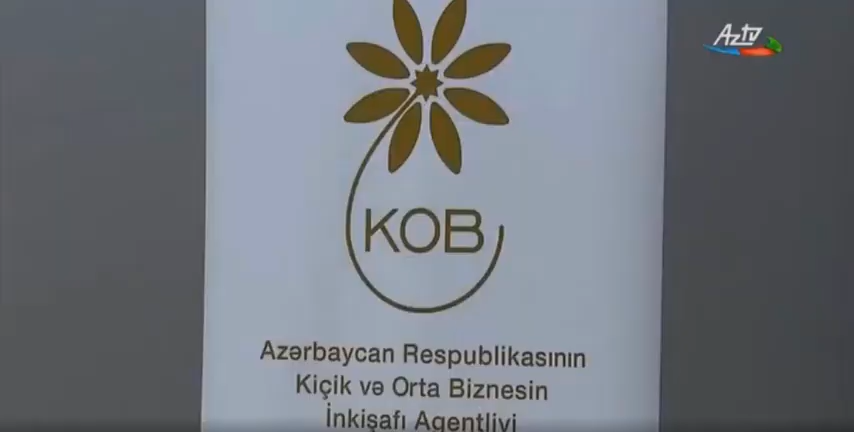 AzTV
KOB
Azərbaycan Respublikasının
Kiçik və Orta Biznesin
İnkişafı Agentliyi